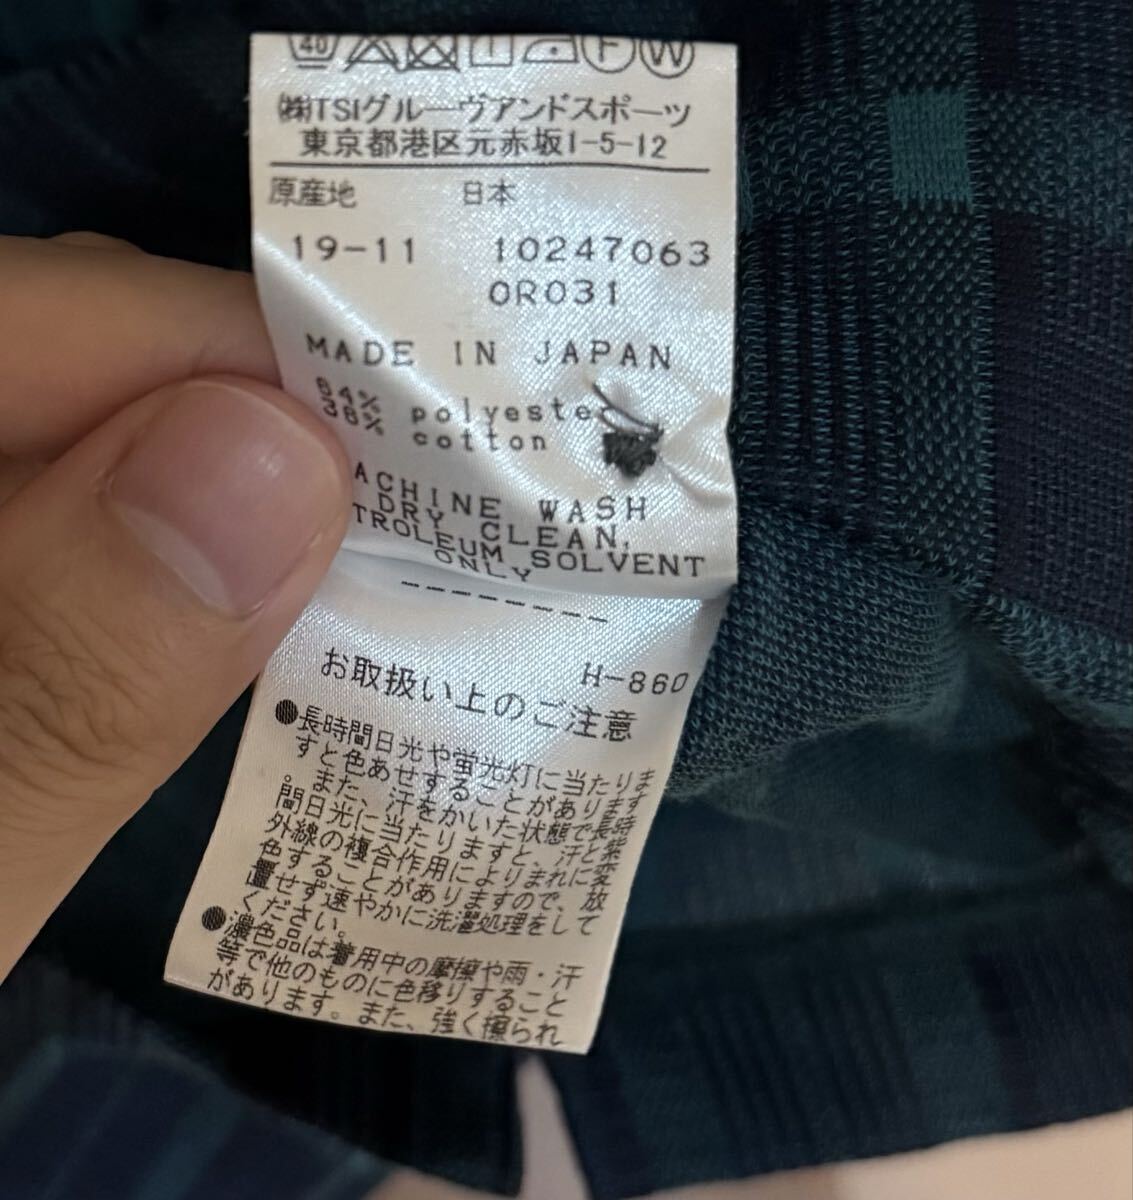 40 F W
㈱TSIグルーヴアンドスポーツ
東京都港区元赤坂1-5-12
原産地 日本
19-11 10247063
0R031
MADE IN JAPAN
64% polyeste
36% cotton
ACHINE WASH
DRY CLEAN,
TROLEUM SOLVENT
ONLY
--------
H-860
お取扱い上のご注意
●長時間日光や蛍光灯に当たりま
すと色あせすることがあります
。また、汗をかいた状態で長時
間日光に当たりますと、汗と紫
外線の複合作用によりまれに変
色することがありますので、放
置せず速やかに洗濯処理をして
ください。
●濃色品は着用中の摩擦や雨・汗
等で他のものに色移りすること
があります。また、強く擦られ